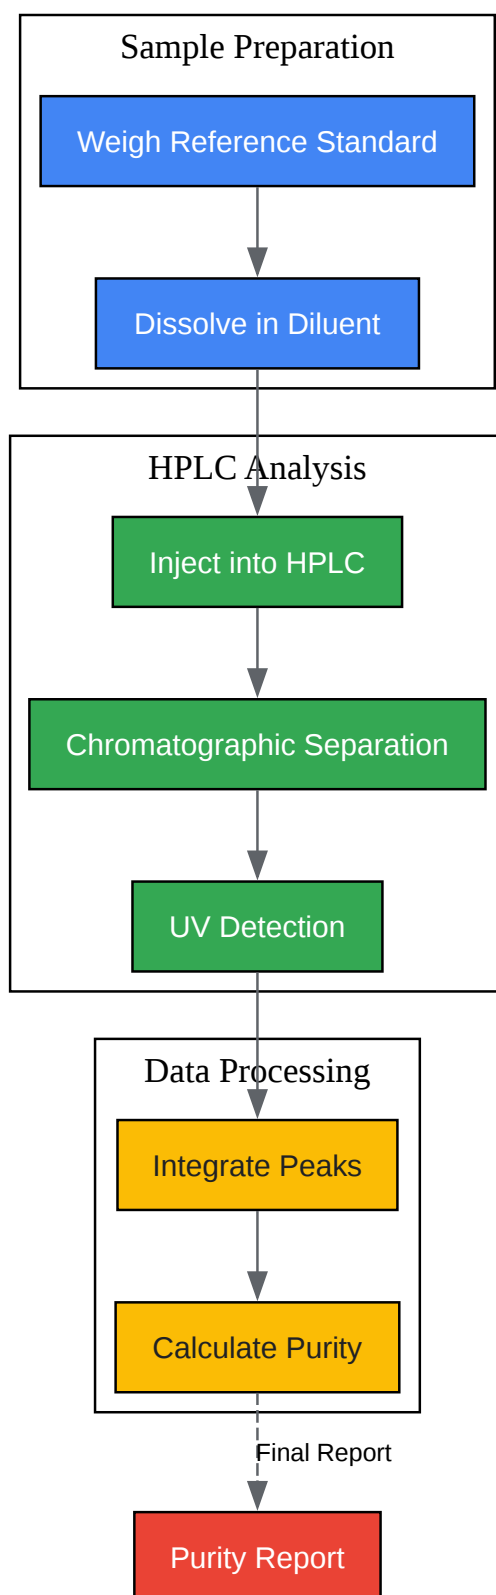 Sample Preparation
Weigh Reference Standard
Dissolve in Diluent
HPLC Analysis
Inject into HPLC
Chromatographic Separation
UV Detection
Data Processing
Integrate Peaks
Calculate Purity
Final Report
Purity Report